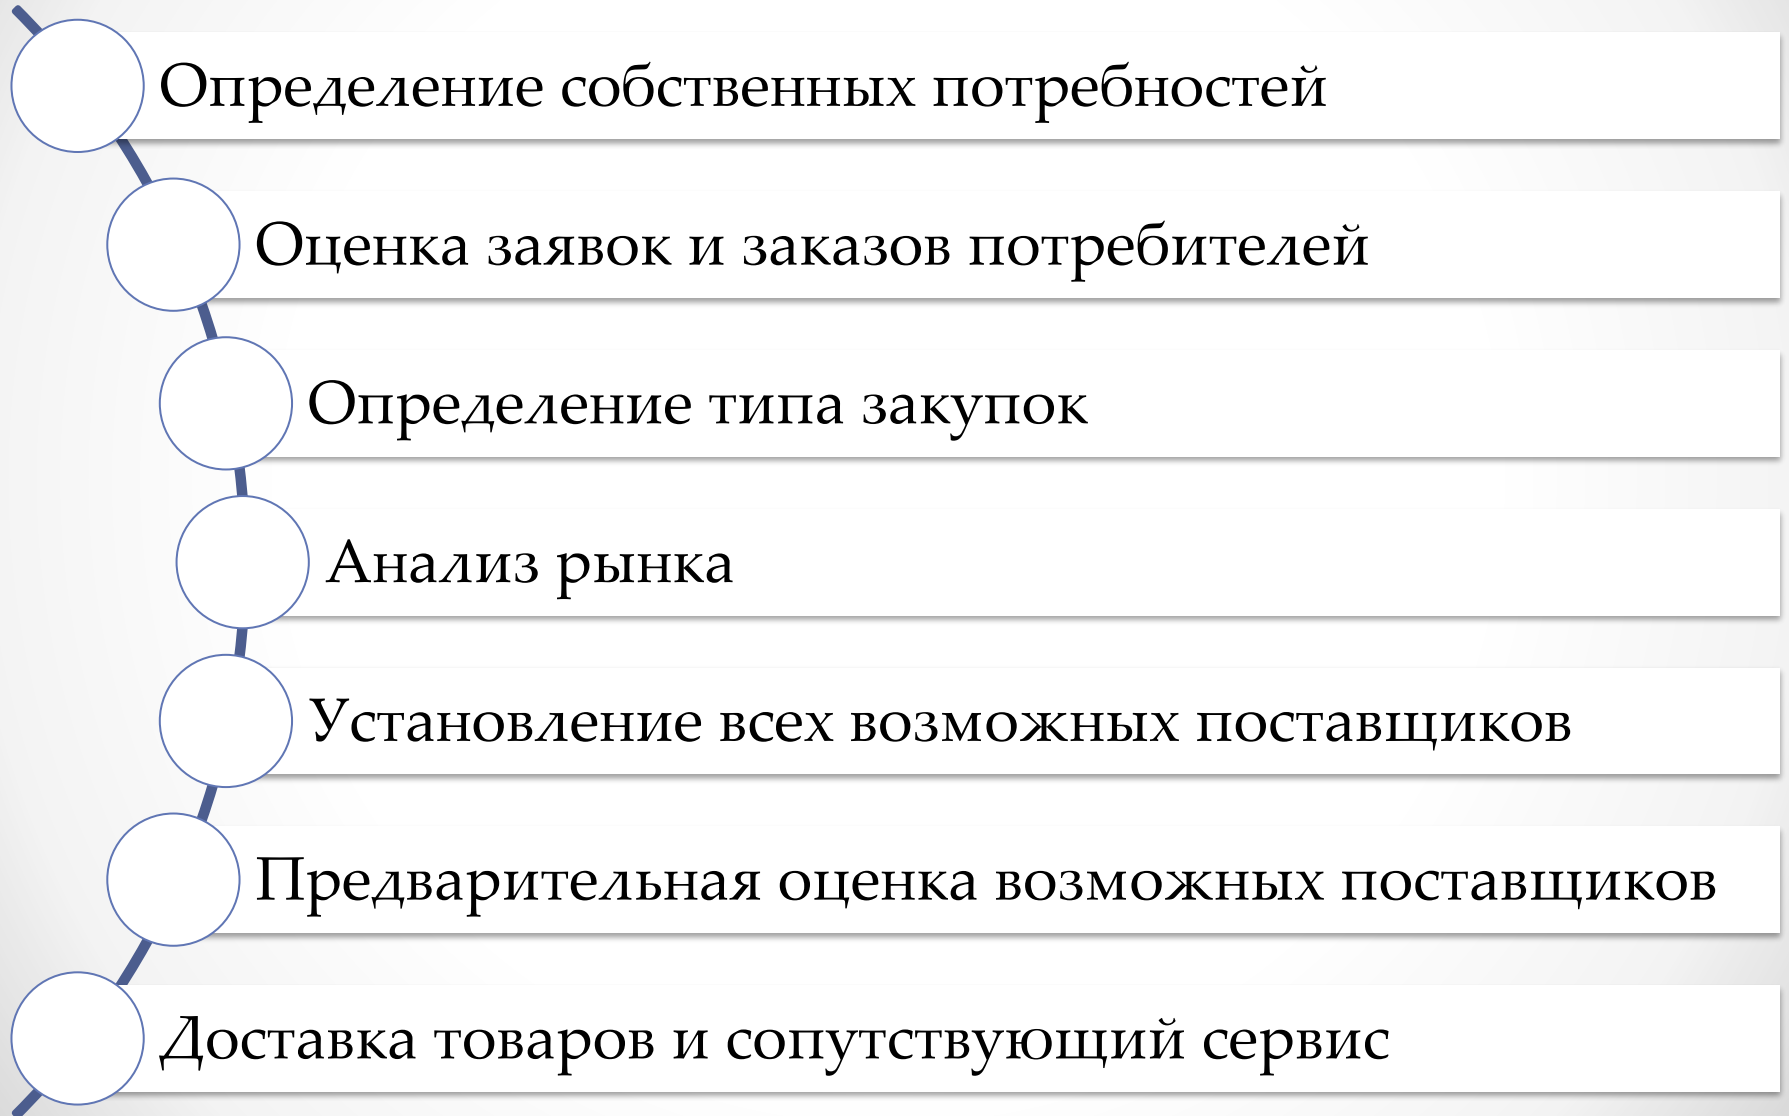 Определение собственных потребностей
Оценка заявок и заказов потребителей
Определение типа закупок
Анализ рынка
Установление всех возможных поставщиков
Предварительная оценка возможных поставщиков
Доставка товаров и сопутствующий сервис